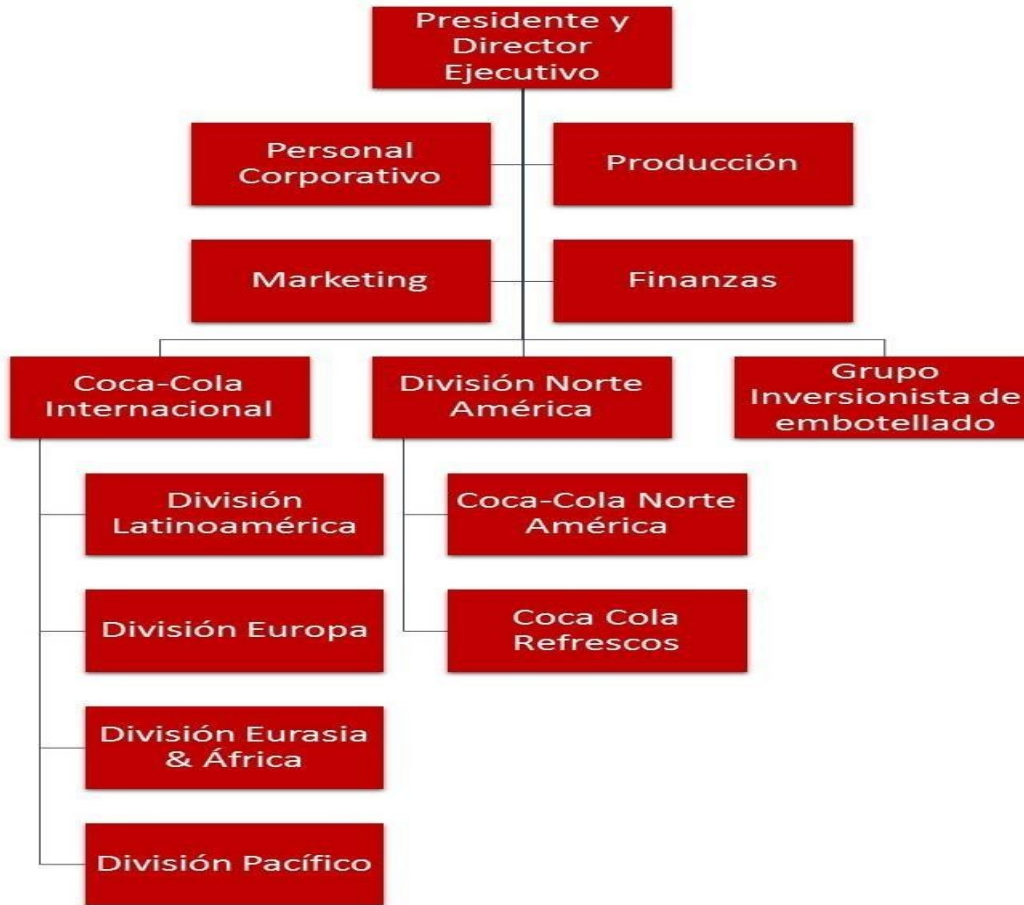 Presidente y
Director
Ejecutivo
Personal
Corporativo
Producción
Marketing
Finanzas
Coca-Cola
Internacional
División Norte
América
Grupo
Inversionista de
embotellado
División
Latinoamérica
Coca-Cola Norte
América
División Europa
Coca Cola
Refrescos
División Eurasia
& África
División Pacífico